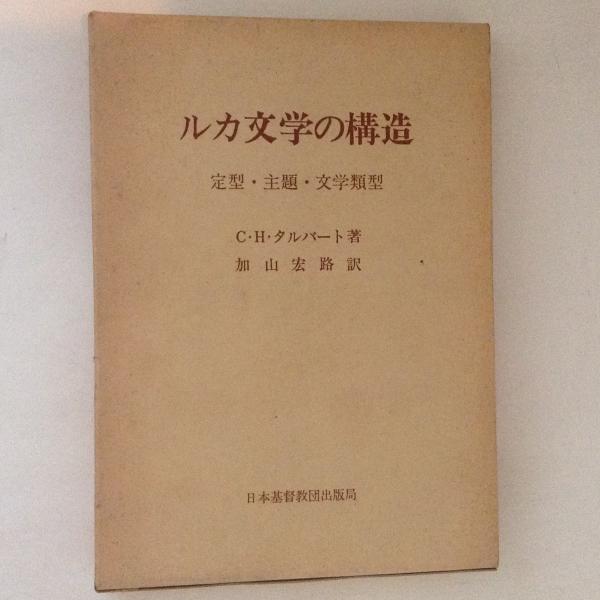 ルカ文学の構造
定型・主題・文学類型
C・H・タルバート著
加山宏路訳
日本基督教団出版局